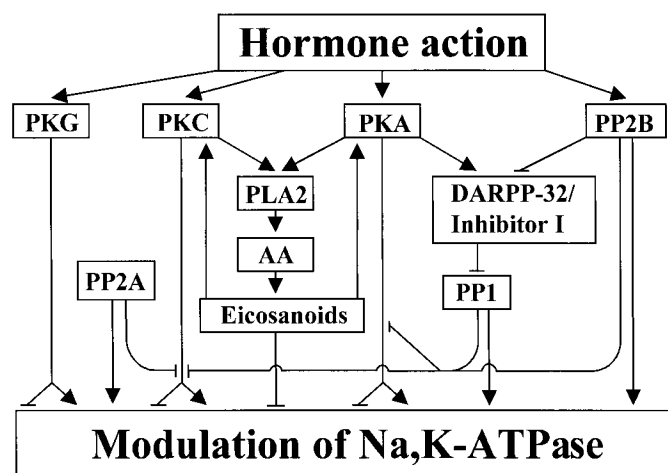 Hormone action
PKG
PKC
PKA
PP2B
PLA2
DARPP-32/
Inhibitor I
AA
PP2A
PP1
Eicosanoids
Modulation of Na,K-ATPase